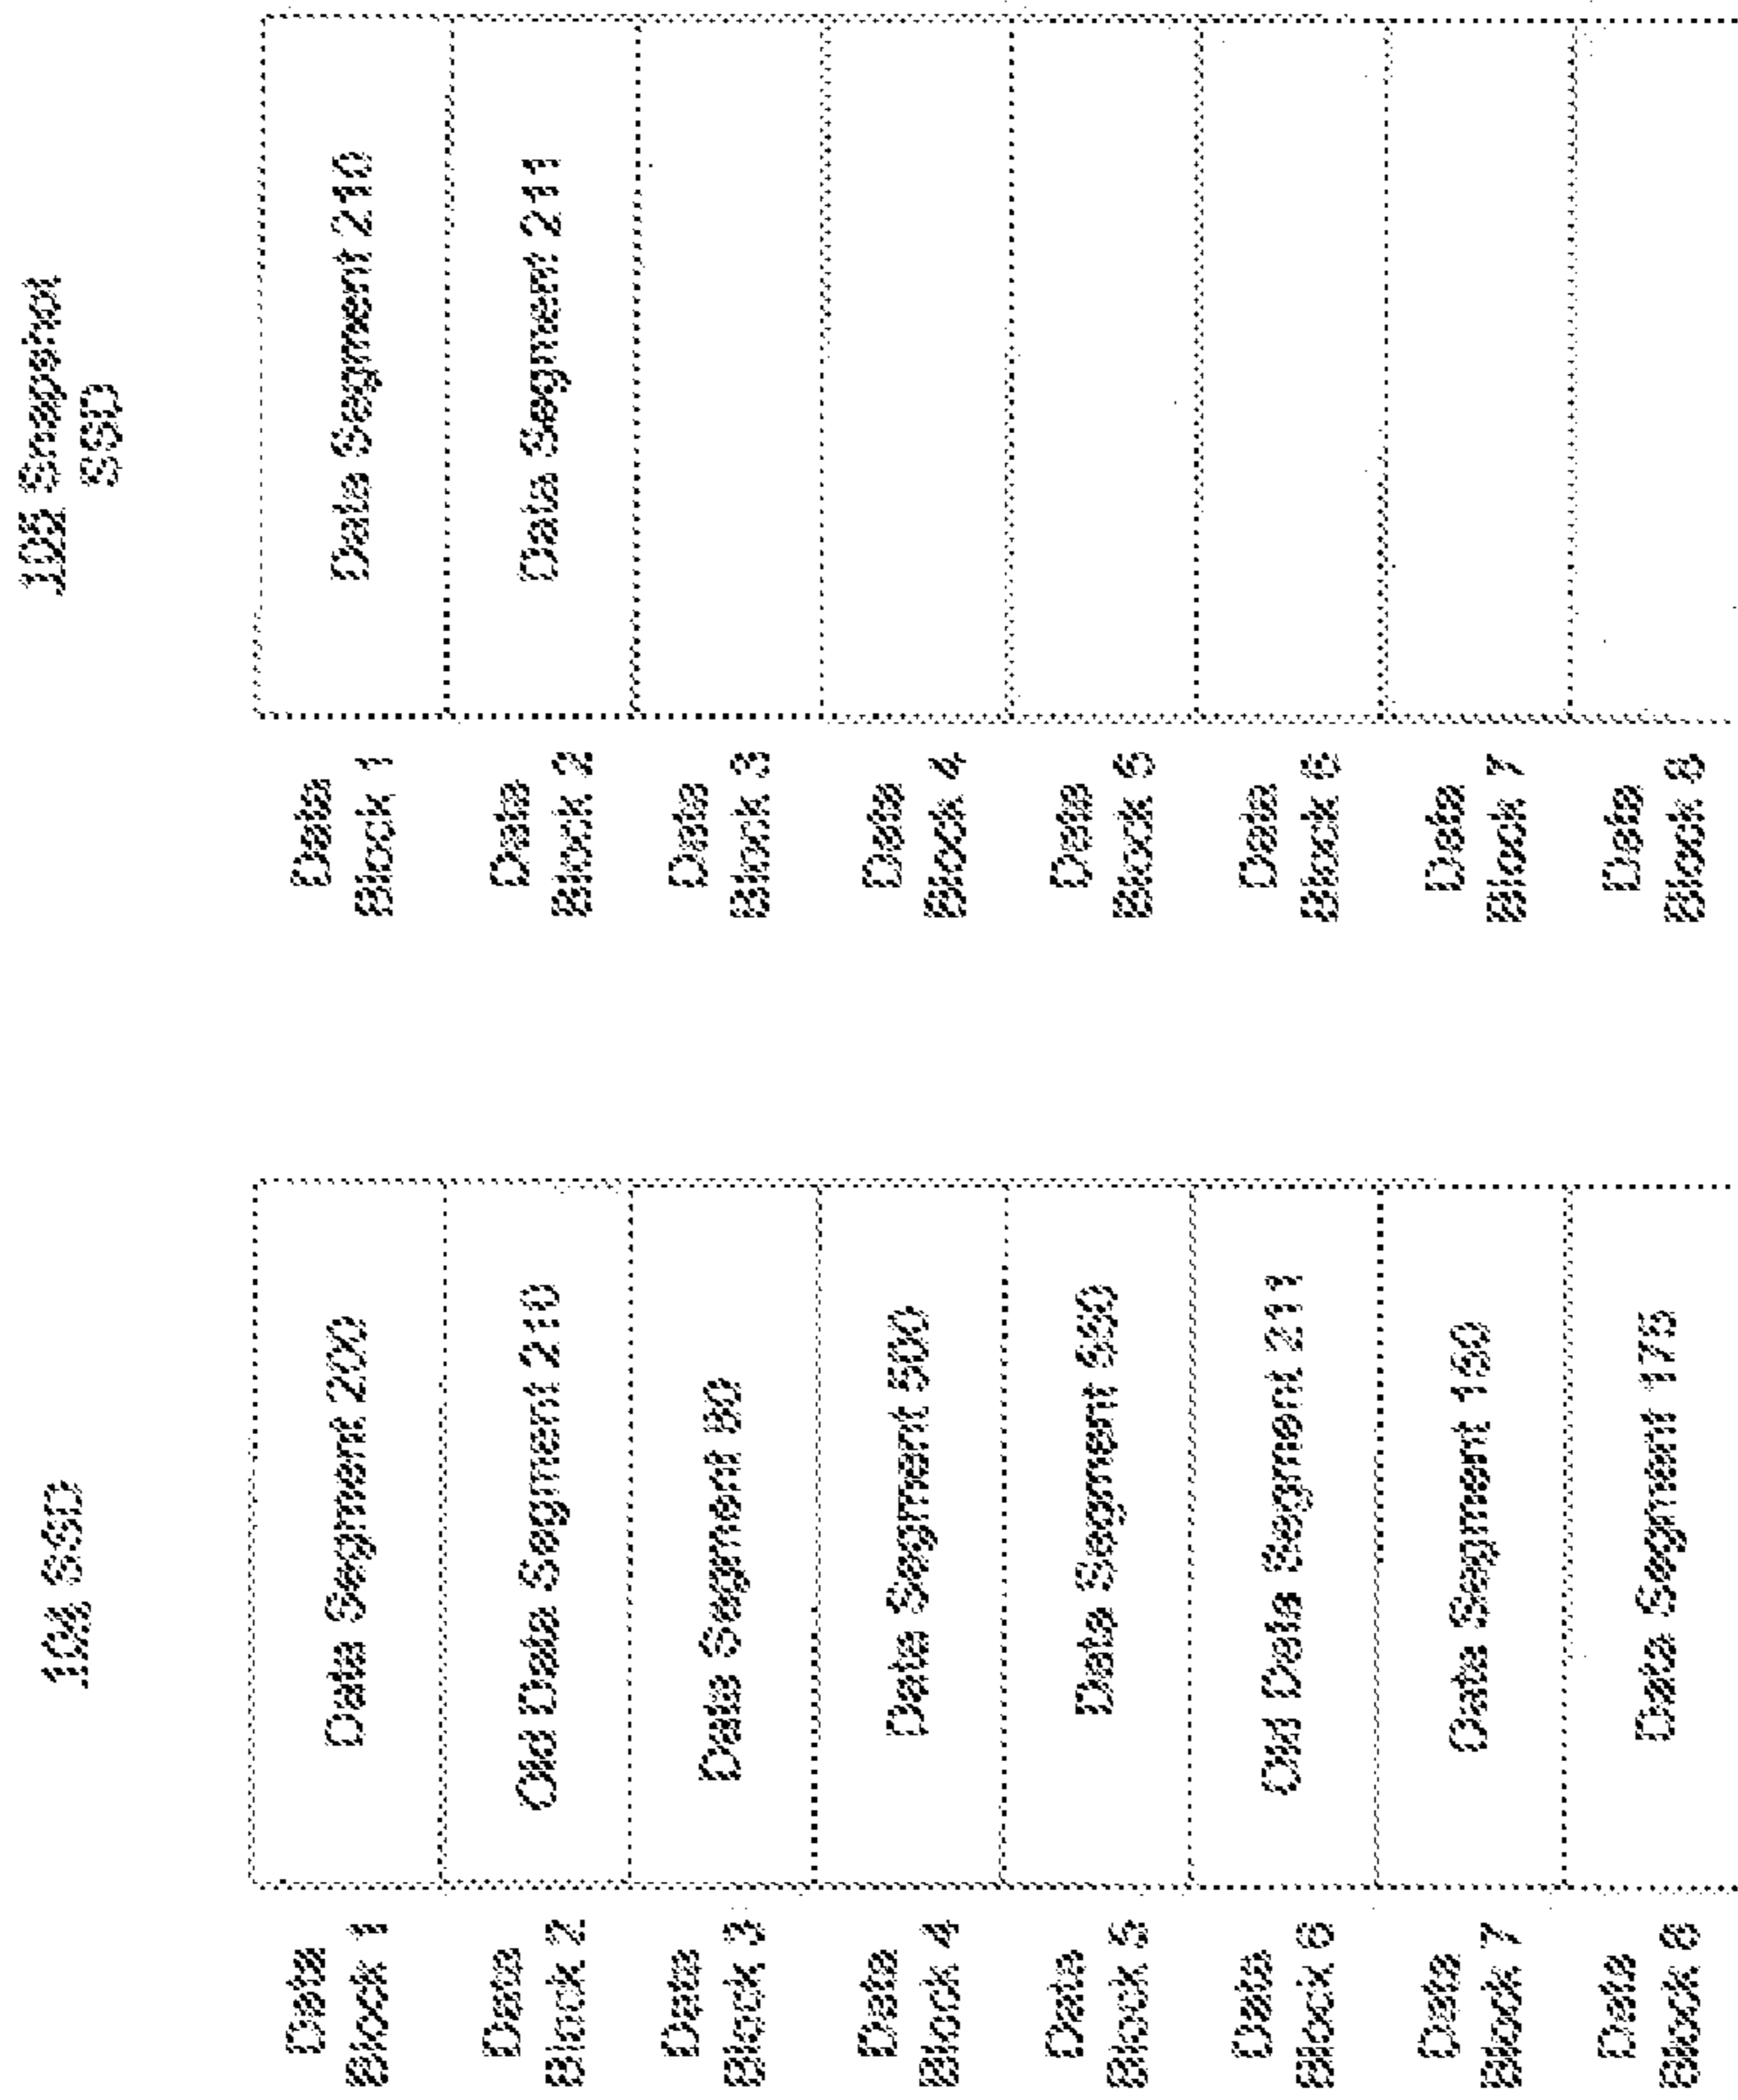 104 SSD
Data
Block 1
Data Segment 200
Data
Block 2
Old Data Segment 210
Data
Block 3
Data Segment
Data
Block 4
Data Segment 500
Data
Block 5
Data Segment
Data
Block 6
Old Data Segment 211
Data
Block 7
Data Segment
Data
Block 8
Data Segment 175
105 Snapshot
SSD
Data
Block 1
Data Segment 210
Data
Block 2
Data Segment 211
Data
Block 3
Data
Block 4
Data
Block 5
Data
Block 6
Data
Block 7
Data
Block 8